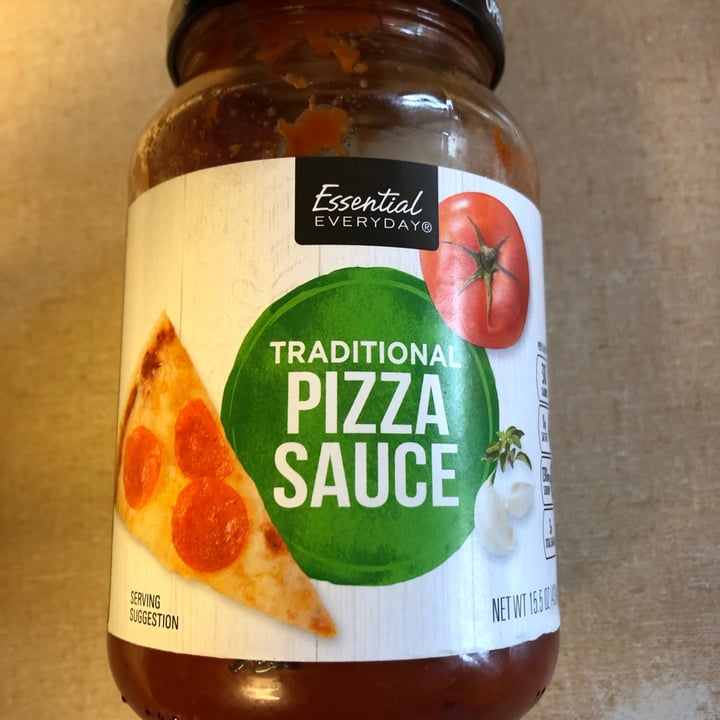 Essential
EVERYDAY®
TRADITIONAL
PIZZA
SAUCE
SERVING
SUGGESTION
NET WT 15.5 OZ